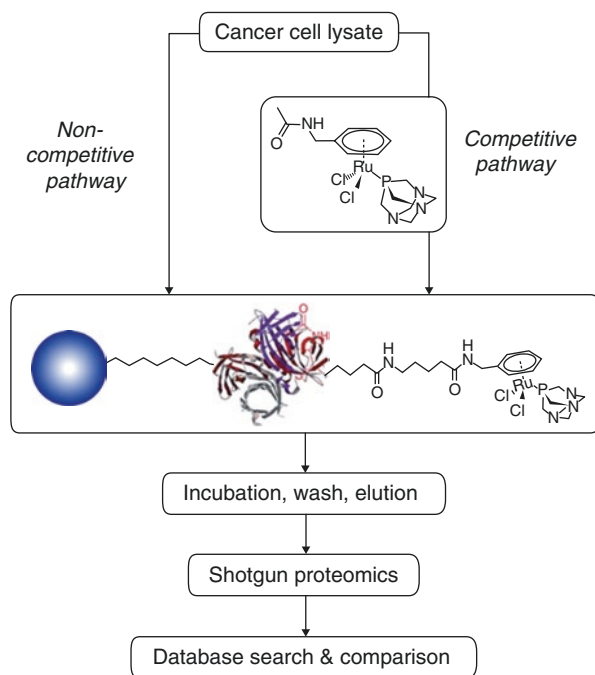 Cancer cell lysate
Non-
competitive
pathway
Competitive
pathway
NH
O
Ru
Cl
Cl
P
N
N
N
O
NH
H
N
O
H
N
O
Ru
Cl
Cl
P
N
N
N
Incubation, wash, elution
Shotgun proteomics
Database search & comparison